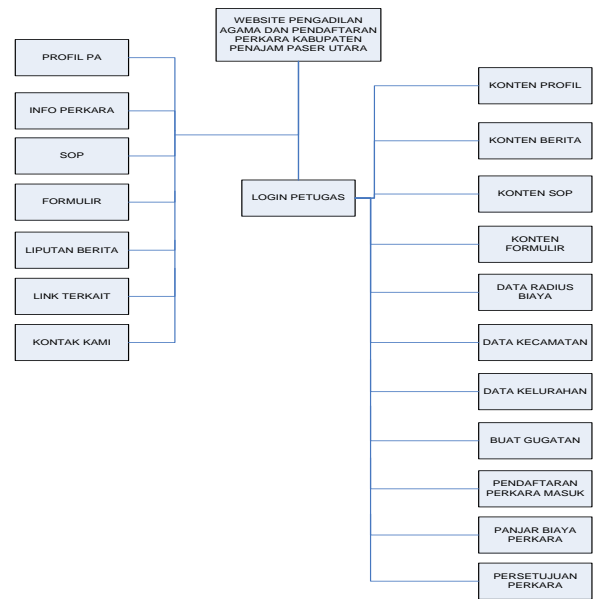 WEBSITE PENGADILAN
AGAMA DAN PENDAFTARAN
PERKARA KABUPATEN
PENAJAM PASER UTARA
PROFIL PA
INFO PERKARA
SOP
FORMULIR
LIPUTAN BERITA
LINK TERKAIT
KONTAK KAMI
LOGIN PETUGAS
KONTEN PROFIL
KONTEN BERITA
KONTEN SOP
KONTEN
FORMULIR
DATA RADIUS
BIAYA
DATA KECAMATAN
DATA KELURAHAN
BUAT GUGATAN
PENDAFTARAN
PERKARA MASUK
PANJAR BIAYA
PERKARA
PERSETUJUAN
PERKARA